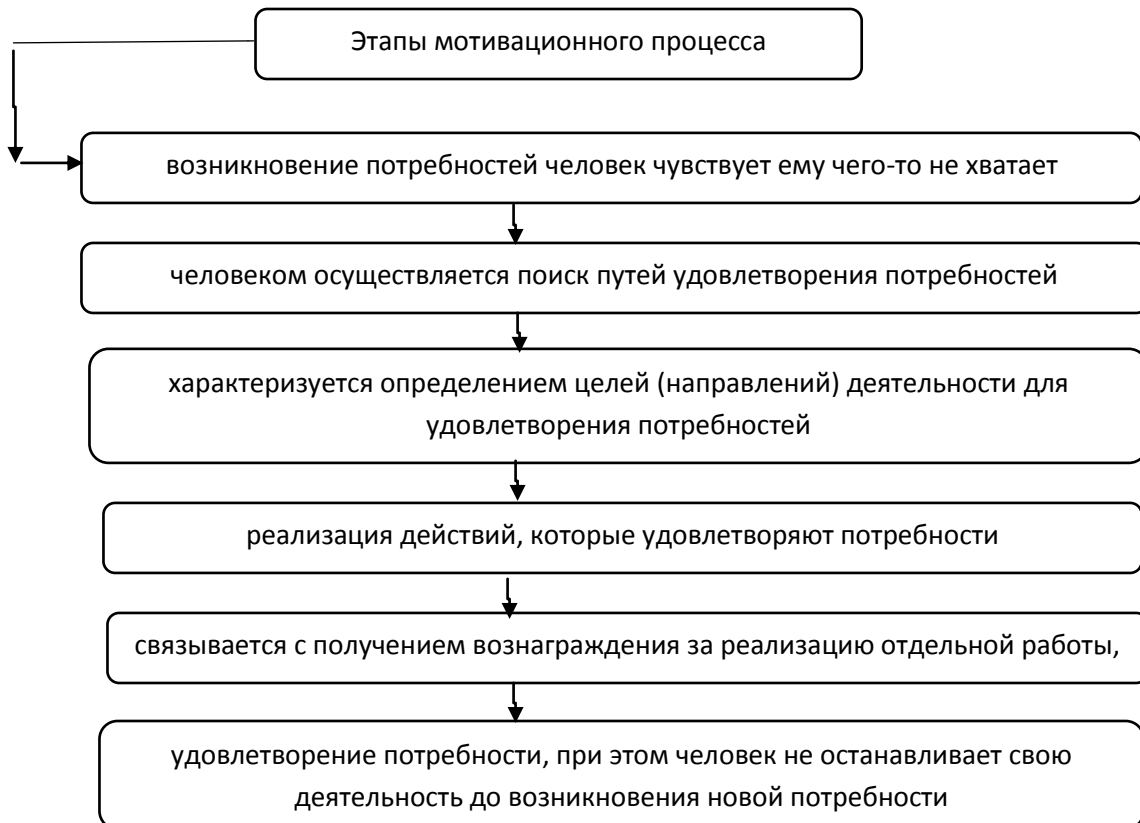 Этапы мотивационного процесса
возникновение потребностей человек чувствует ему чего-то не хватает
человеком осуществляется поиск путей удовлетворения потребностей
характеризуется определением целей (направлений) деятельности для
удовлетворения потребностей
реализация действий, которые удовлетворяют потребности
связывается с получением вознаграждения за реализацию отдельной работы,
удовлетворение потребности, при этом человек не останавливает свою
деятельность до возникновения новой потребности